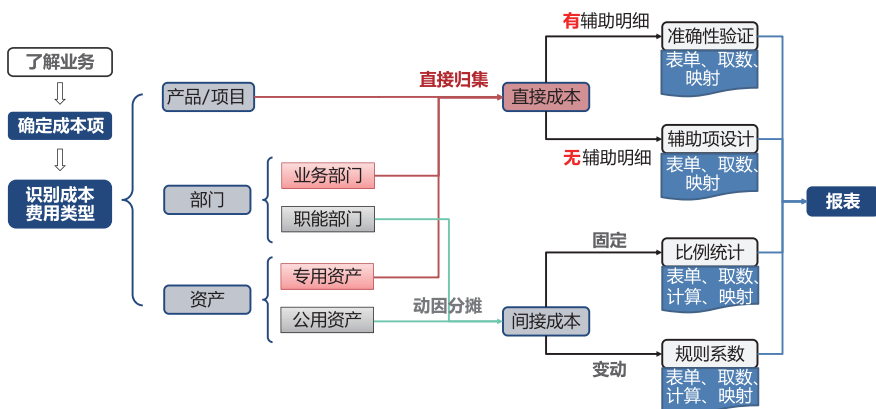 了解业务
确定成本项
识别成本
费用类型
产品/项目
部门
资产
业务部门
职能部门
专用资产
公用资产
直接归集
动因分摊
直接成本
间接成本
有辅助明细
无辅助明细
固定
变动
准确性验证
表单、取数、
映射
辅助项设计
表单、取数、
映射
比例统计
表单、取数、
计算、映射
规则系数
表单、取数、
计算、映射
报表